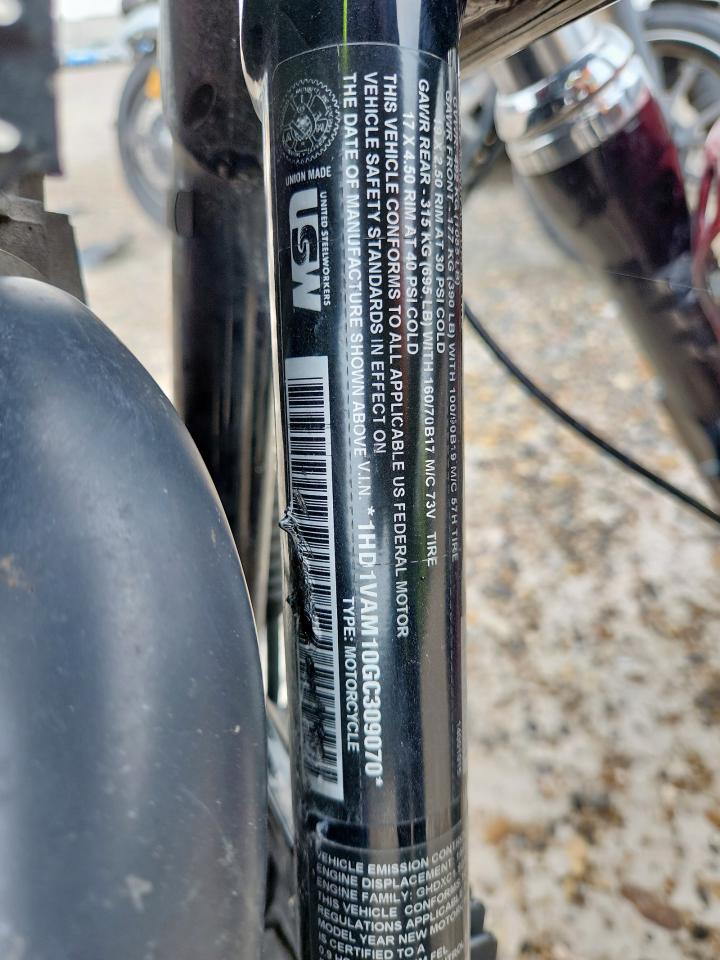 GAWR FRONT - 177 KG (390 LB) WITH 100/90B19 M/C 57H TIRE
19 X 2.50 RIM AT 30 PSI COLD
GAWR REAR - 315 KG (695 LB) WITH 160/70B17 M/C 73V TIRE
17 X 4.50 RIM AT 40 PSI COLD
THIS VEHICLE CONFORMS TO ALL APPLICABLE US FEDERAL MOTOR
VEHICLE SAFETY STANDARDS IN EFFECT ON
THE DATE OF MANUFACTURE SHOWN ABOVE V.I.N. *1HD1VAM10GC309070*
TYPE: MOTORCYCLE
UNION MADE
USW
UNITED STEELWORKERS
VEHICLE EMISSION
ENGINE DISPLACEMENT
ENGINE FAMILY:
THIS VEHICLE CONFORMS
REGULATIONS APPLICABLE
MODEL YEAR NEW
IS CERTIFIED TO A
FEL